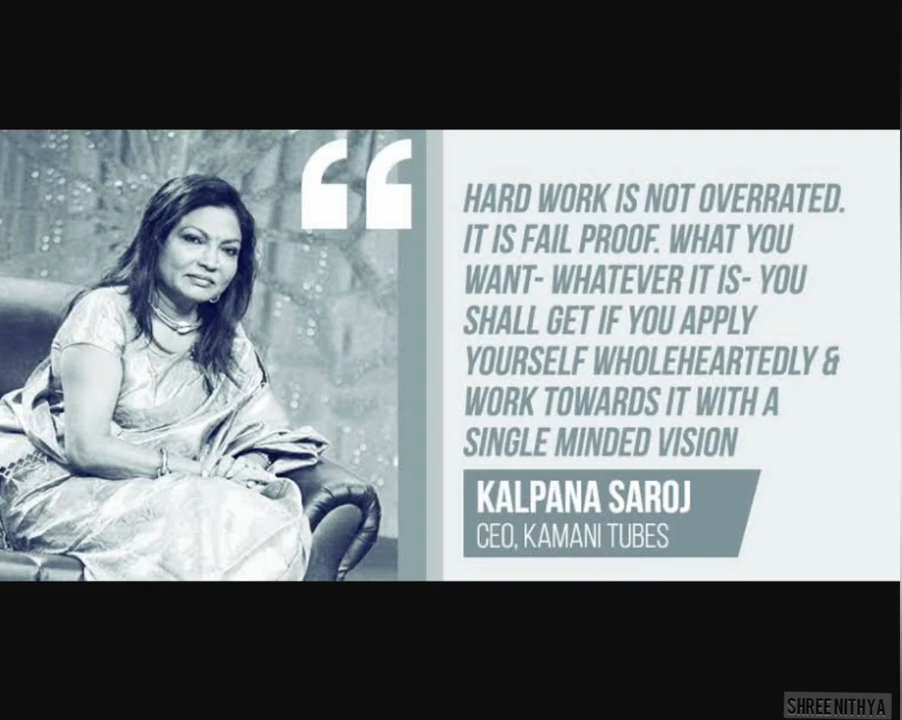 HARD WORK IS NOT OVERRATED.
IT IS FAIL PROOF. WHAT YOU
WANT- WHATEVER IT IS- YOU
SHALL GET IF YOU APPLY
YOURSELF WHOLEHEARTEDLY &
WORK TOWARDS IT WITH A
SINGLE MINDED VISION
KALPANA SAROJ
CEO, KAMANI TUBES
SHREE NITHYA